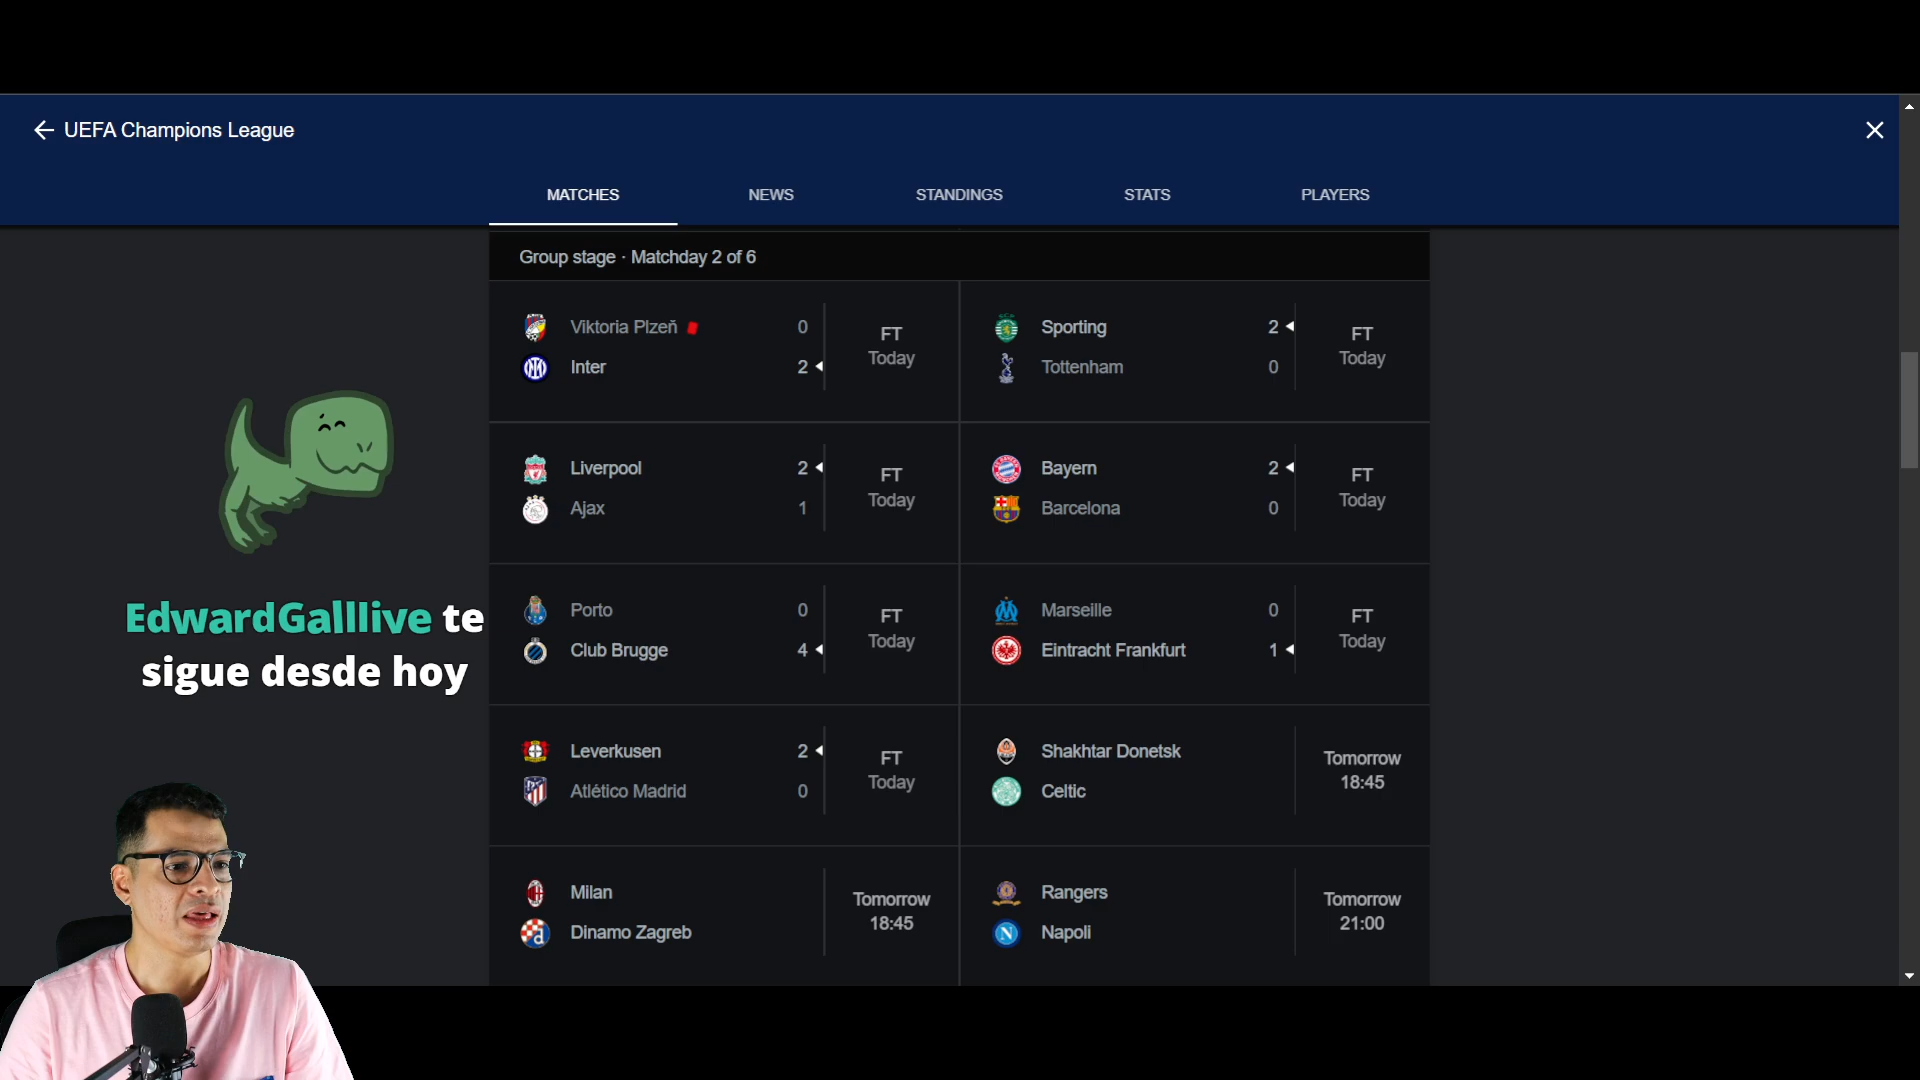 UEFA Champions League
MATCHES
NEWS
STANDINGS
STATS
PLAYERS
Group stage · Matchday 2 of 6
Viktoria Plzeň 0
Inter 2
FT
Today
Sporting 2
Tottenham 0
FT
Today
Liverpool 2
Ajax 1
FT
Today
Bayern 2
Barcelona 0
FT
Today
Porto 0
Club Brugge 4
FT
Today
Marseille 0
Eintracht Frankfurt 1
FT
Today
Leverkusen 2
Atlético Madrid 0
FT
Today
Shakhtar Donetsk
Celtic
Tomorrow
18:45
Milan
Dinamo Zagreb
Tomorrow
18:45
Rangers
Napoli
Tomorrow
21:00
EdwardGalllive te
sigue desde hoy